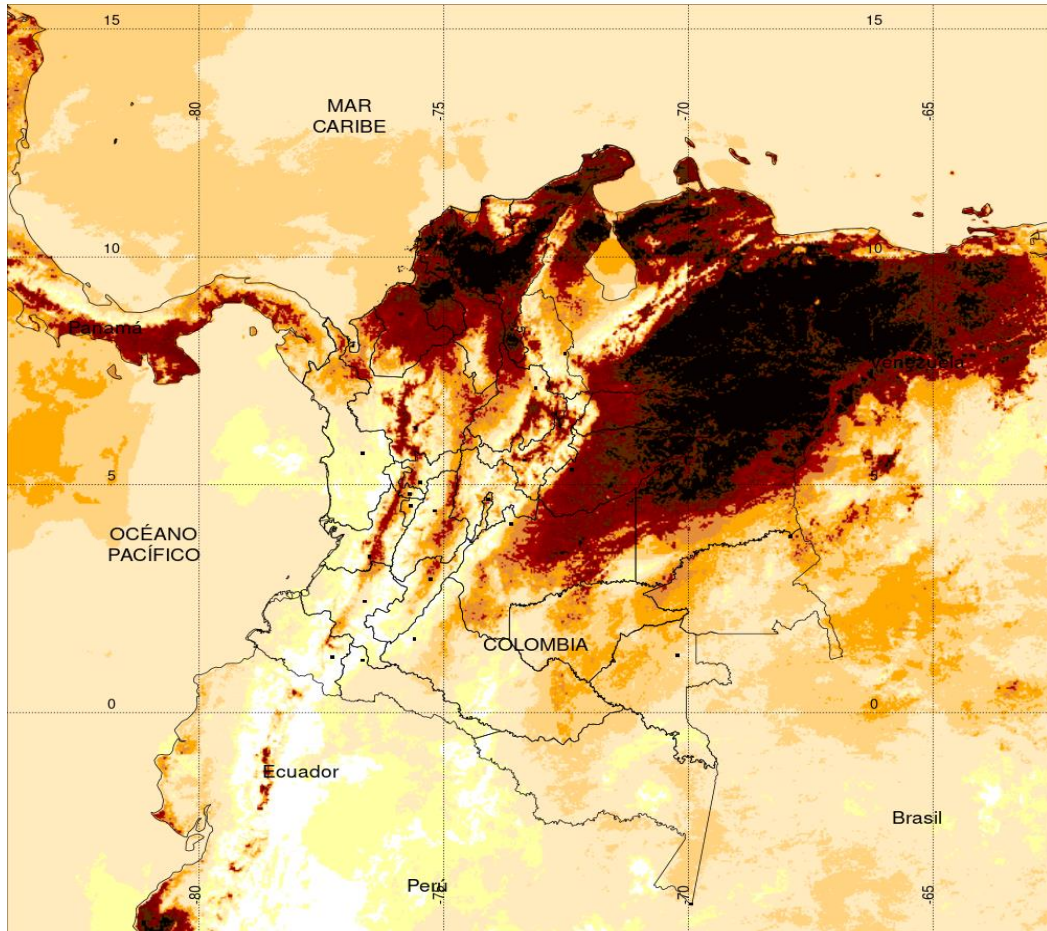 15
15
-80
-75
-70
-65
MAR
CARIBE
10
10
Panamá
Venezuela
5
5
OCÉANO
PACÍFICO
COLOMBIA
0
0
Ecuador
Brasil
Perú
-80
-75
-70
-65